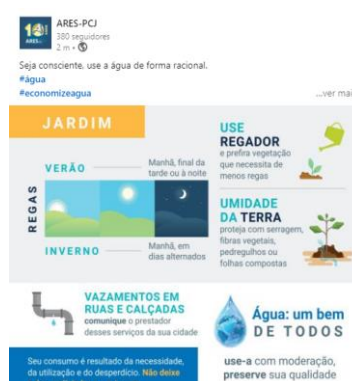 ARES-PCJ
380 seguidores
2 m •
Seja consciente, use a água de forma racional.
#água
#economizeagua
...ver mai
JARDIM
REGAS
VERÃO
Manhã, final da
tarde ou à noite
INVERNO
Manhã, em
dias alternados
USE
REGADOR
e prefira vegetação
que necessita de
menos regas
UMIDADE
DA TERRA
proteja com serragem,
fibras vegetais,
pedregulhos ou
folhas compostas
VAZAMENTOS EM
RUAS E CALÇADAS
comunique o prestador
desses serviços da sua cidade
Água: um bem
DE TODOS
Seu consumo é resultado da necessidade,
da utilização e do desperdício. Não deixe
use-a com moderação,
preserve sua qualidade